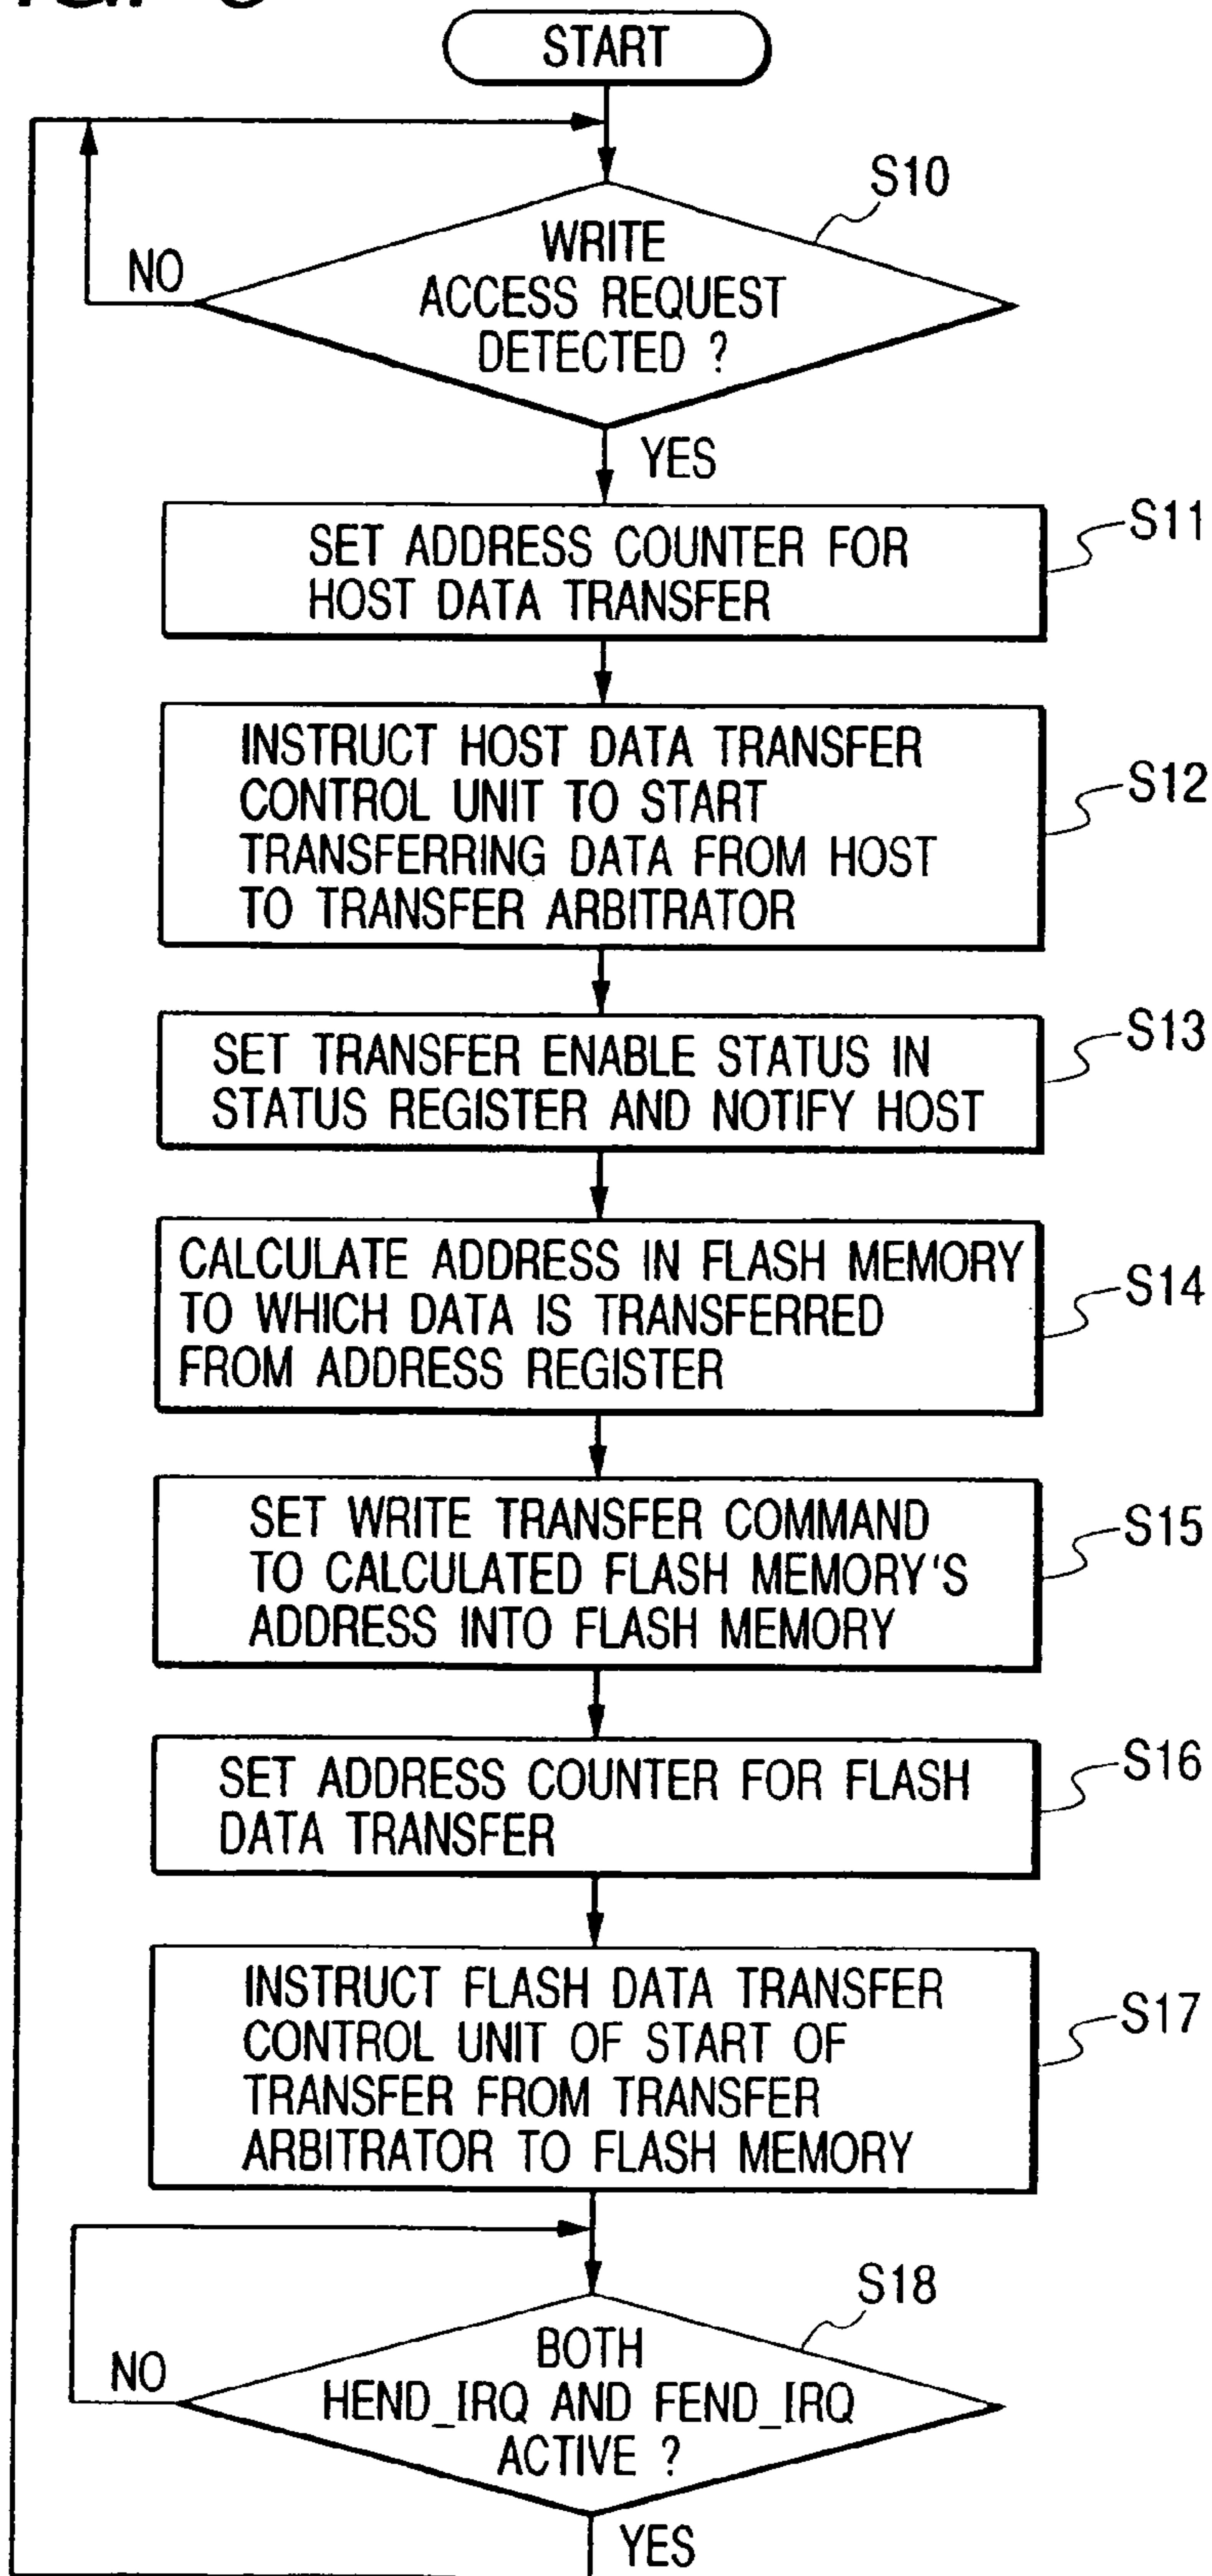 START
S10
WRITE
ACCESS REQUEST
DETECTED ?
NO
YES
S11
SET ADDRESS COUNTER FOR
HOST DATA TRANSFER
S12
INSTRUCT HOST DATA TRANSFER
CONTROL UNIT TO START
TRANSFERRING DATA FROM HOST
TO TRANSFER ARBITRATOR
S13
SET TRANSFER ENABLE STATUS IN
STATUS REGISTER AND NOTIFY HOST
S14
CALCULATE ADDRESS IN FLASH MEMORY
TO WHICH DATA IS TRANSFERRED
FROM ADDRESS REGISTER
S15
SET WRITE TRANSFER COMMAND
TO CALCULATED FLASH MEMORY'S
ADDRESS INTO FLASH MEMORY
S16
SET ADDRESS COUNTER FOR FLASH
DATA TRANSFER
S17
INSTRUCT FLASH DATA TRANSFER
CONTROL UNIT OF START OF
TRANSFER FROM TRANSFER
ARBITRATOR TO FLASH MEMORY
S18
BOTH
HEND_IRQ AND FEND_IRQ
ACTIVE ?
NO
YES